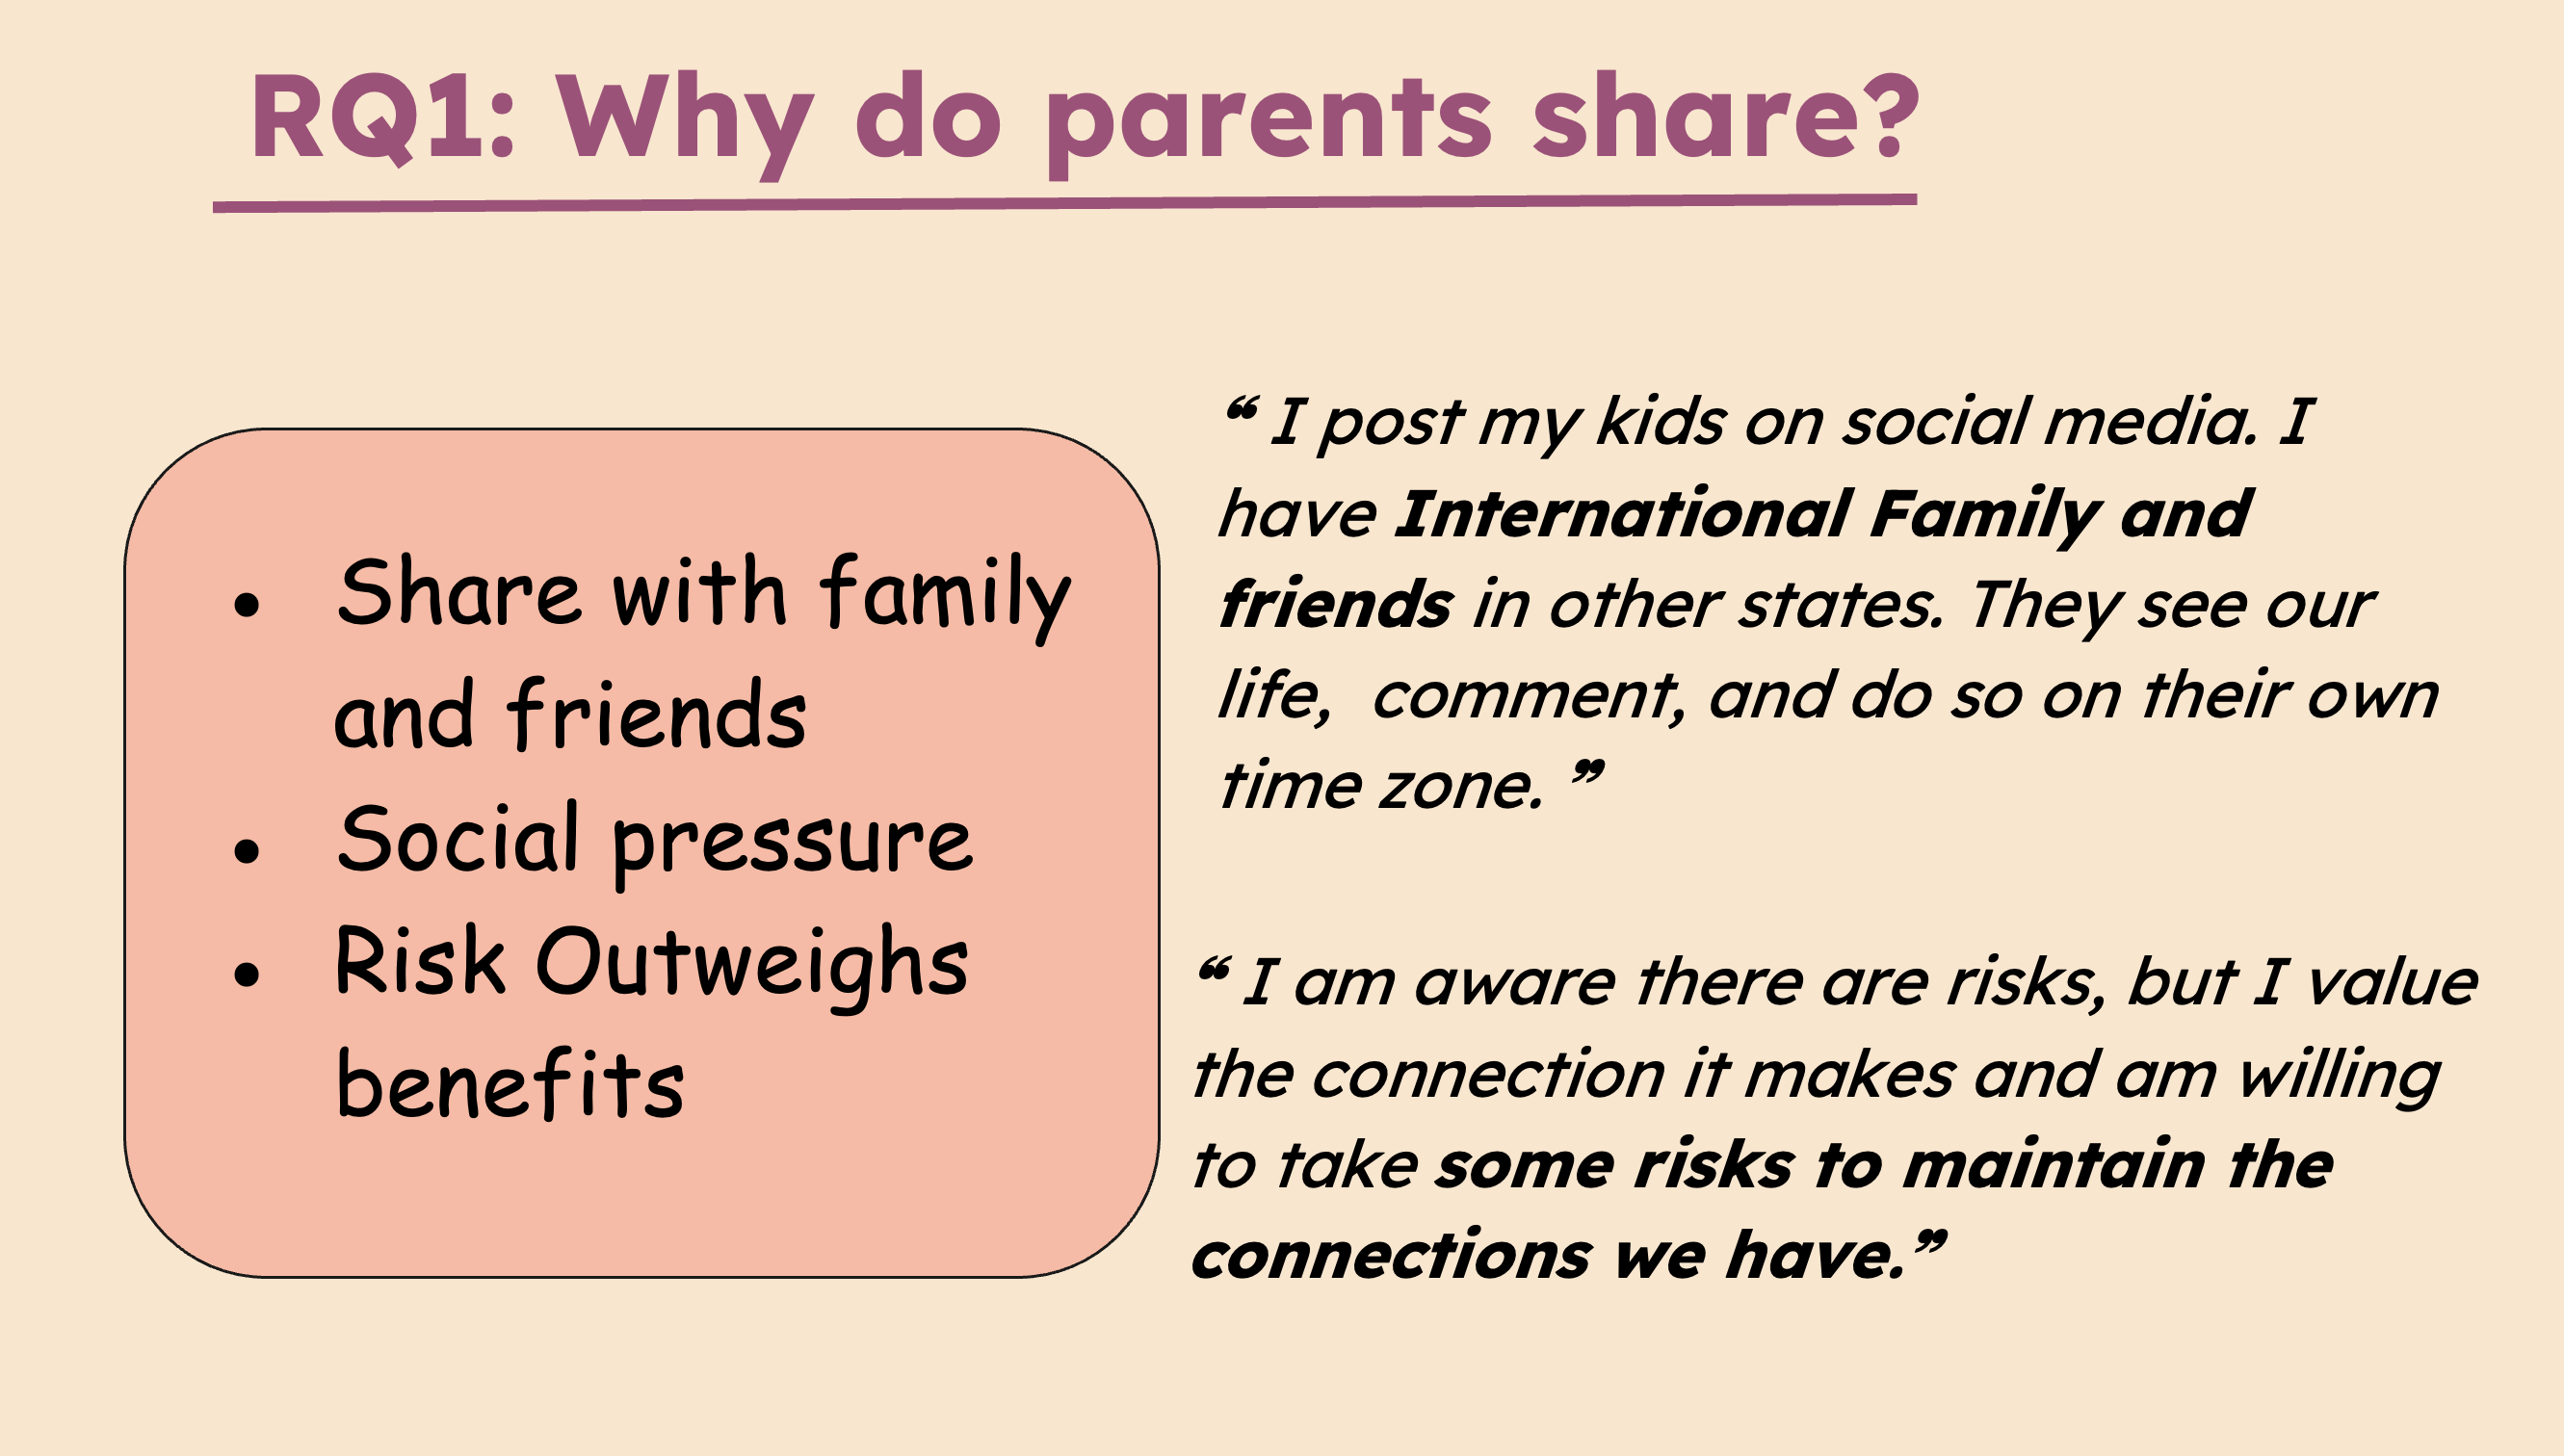 RQ1: Why do parents share?
• Share with family
and friends
• Social pressure
• Risk Outweighs
benefits
❝ I post my kids on social media. I
have International Family and
friends in other states. They see our
life,  comment, and do so on their own
time zone. ❞
❝ I am aware there are risks, but I value
the connection it makes and am willing
to take some risks to maintain the
connections we have.❞